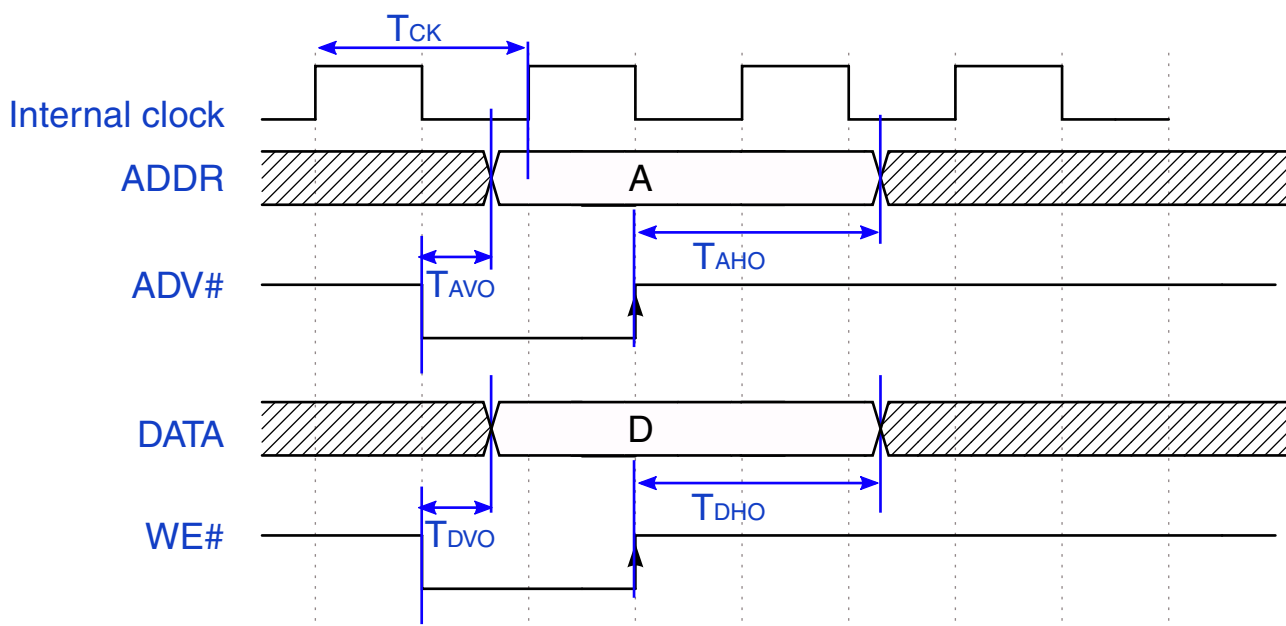 TCK
Internal clock
ADDR
A
TAHO
ADV#
TAVO
DATA
D
TDHO
WE#
TDVO